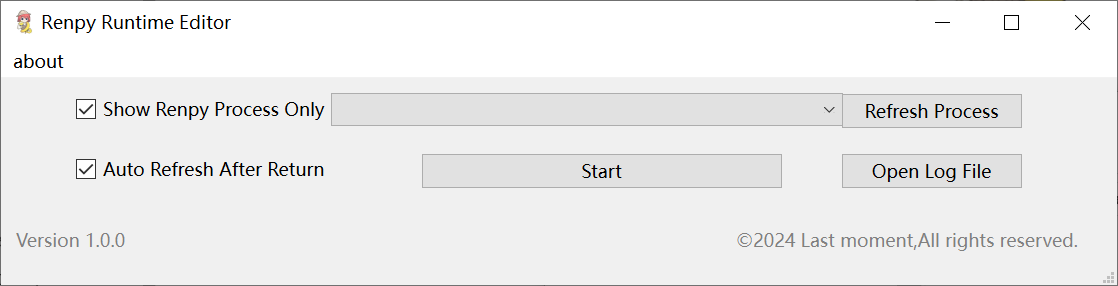 Renpy Runtime Editor
about
Show Renpy Process Only Refresh Process
Auto Refresh After Return Start Open Log File
Version 1.0.0 ©2024 Last moment,All rights reserved.